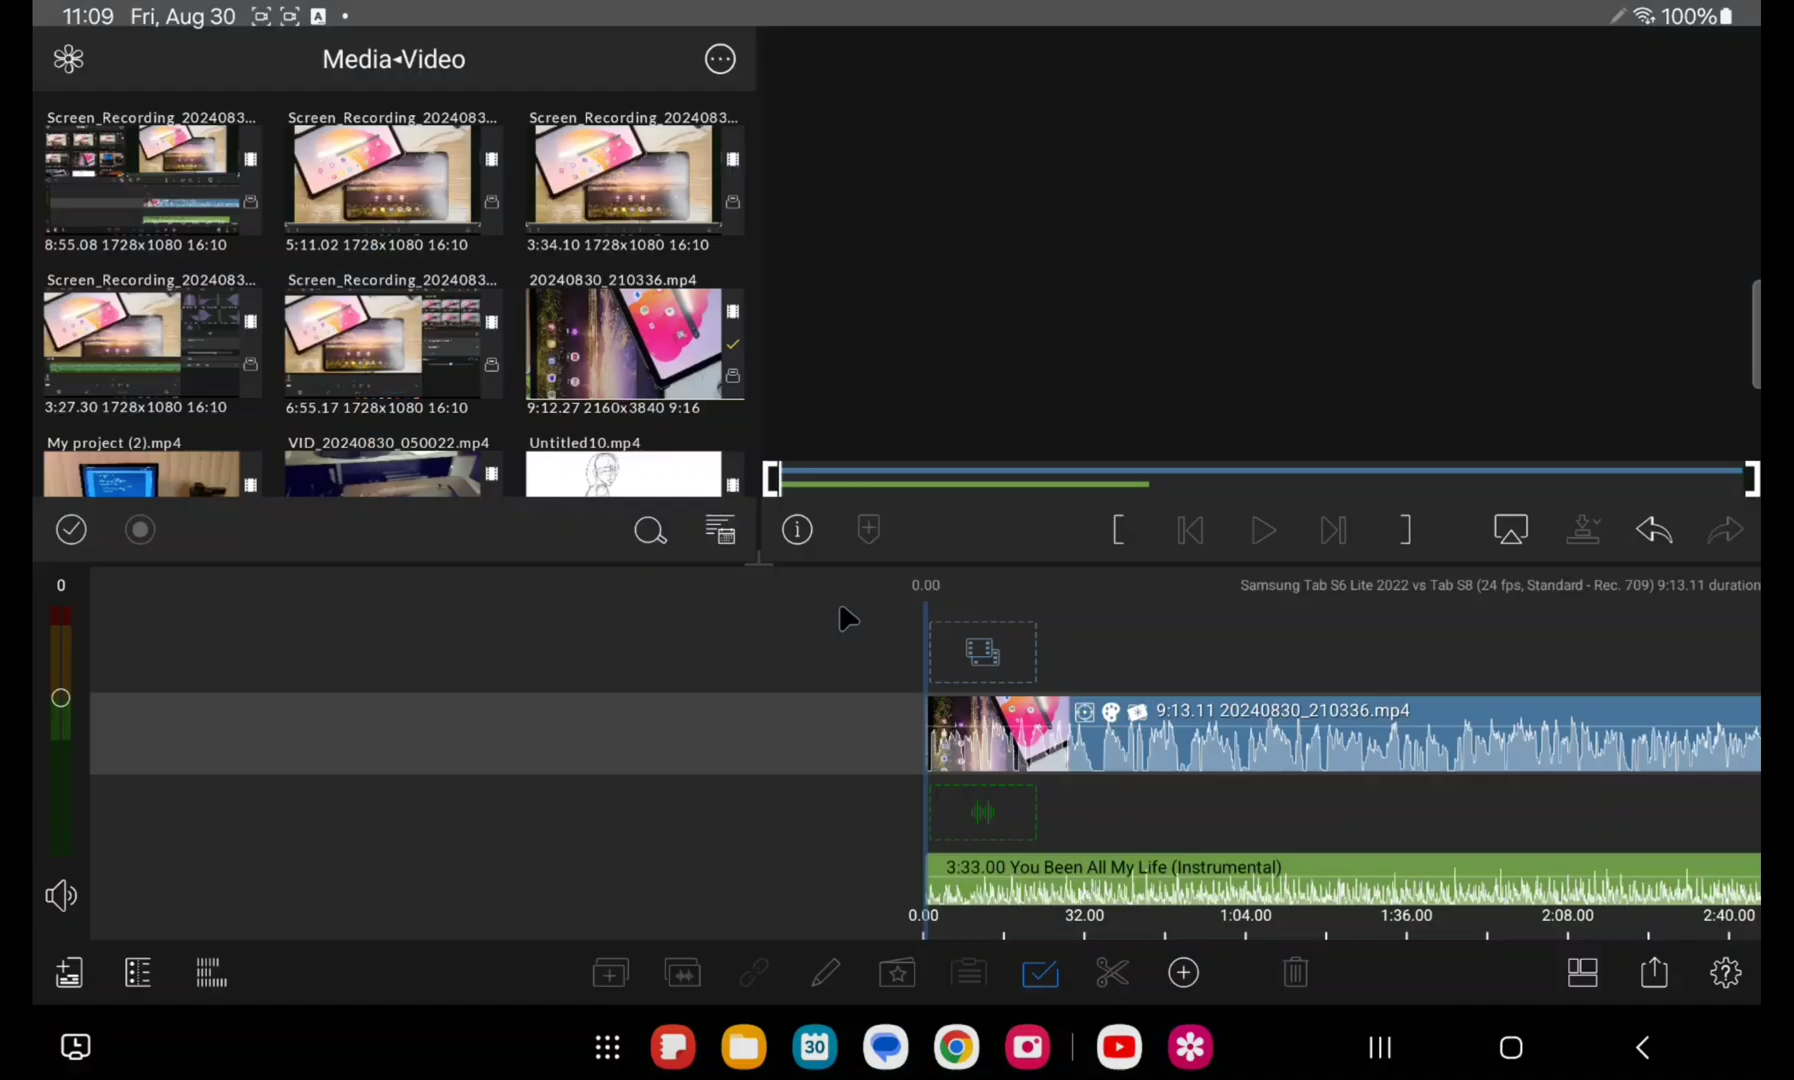 11:09 Fri, Aug 30
A
100%
Media◂Video
Screen_Recording_2024083...
Screen_Recording_2024083...
Screen_Recording_2024083...
8:55.08 1728x1080 16:10
5:11.02 1728x1080 16:10
3:34.10 1728x1080 16:10
Screen_Recording_2024083...
Screen_Recording_2024083...
20240830_210336.mp4
3:27.30 1728x1080 16:10
6:55.17 1728x1080 16:10
9:12.27 2160x3840 9:16
My project (2).mp4
VID_20240830_050022.mp4
Untitled10.mp4
0
0.00
Samsung Tab S6 Lite 2022 vs Tab S8 (24 fps, Standard - Rec. 709) 9:13.11 duration
9:13.11 20240830_210336.mp4
3:33.00 You Been All My Life (Instrumental)
0.00 32.00 1:04.00 1:36.00 2:08.00 2:40.00
30